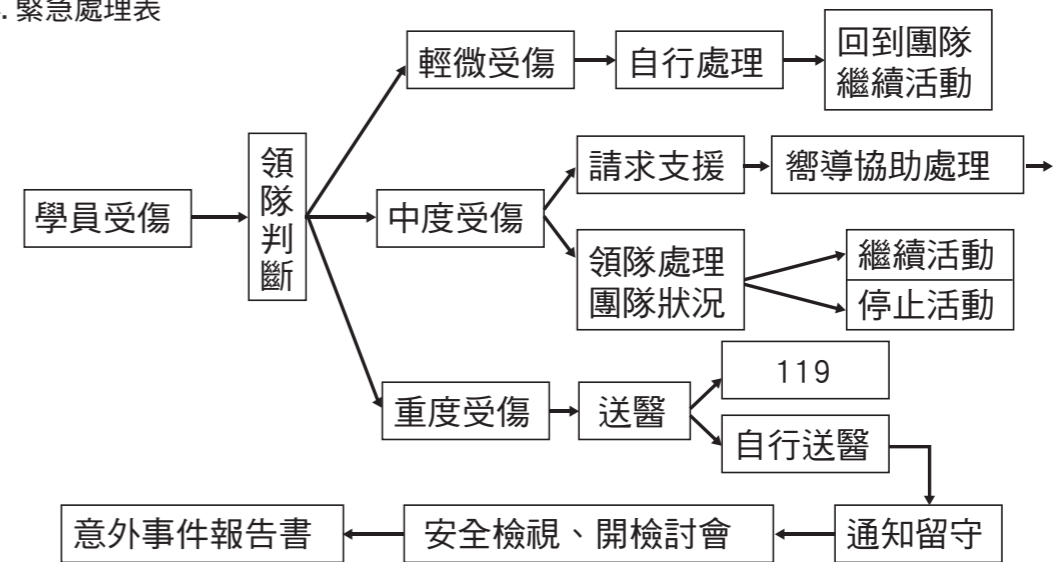 . 緊急處理表
學員受傷
領
隊
判
斷
輕微受傷
自行處理
回到團隊
繼續活動
中度受傷
請求支援
嚮導協助處理
領隊處理
團隊狀況
繼續活動
停止活動
重度受傷
送醫
119
自行送醫
通知留守
安全檢視、開檢討會
意外事件報告書